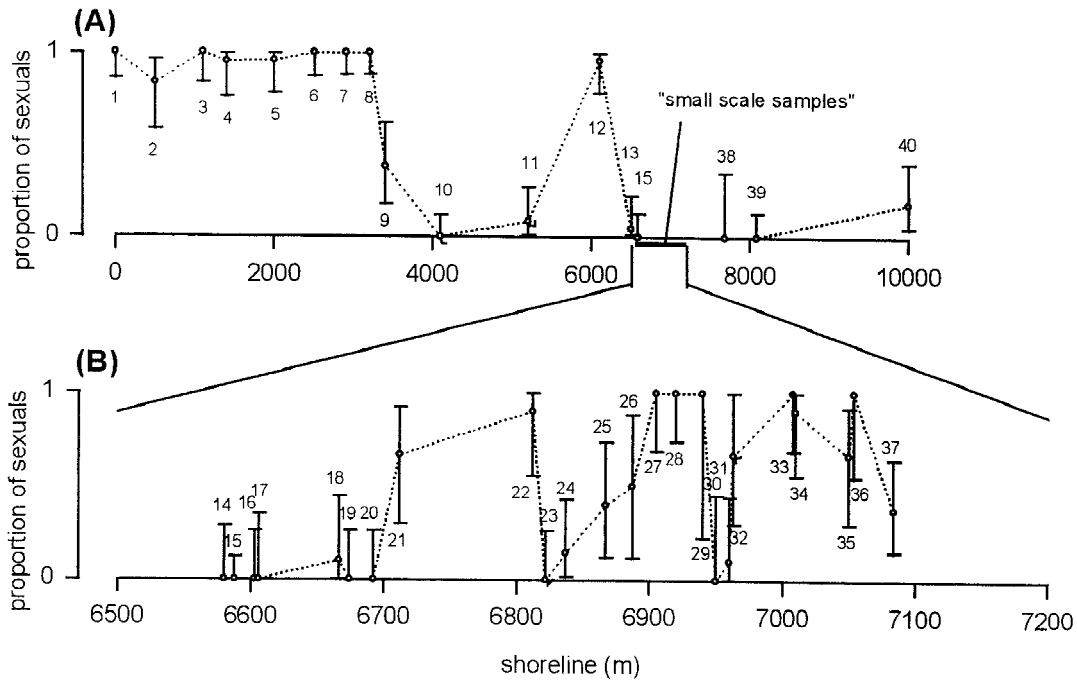 (A)
proportion of sexuals
1
0
1 2 3 4 5 6 7 8 9 10 11 12 13 15 38 39 40
"small scale samples"
0 2000 4000 6000 8000 10000
(B)
proportion of sexuals
1
0
14 15 16 17 18 19 20 21 22 23 24 25 26 27 28 29 30 31 32 33 34 35 36 37
6500 6600 6700 6800 6900 7000 7100 7200
shoreline (m)